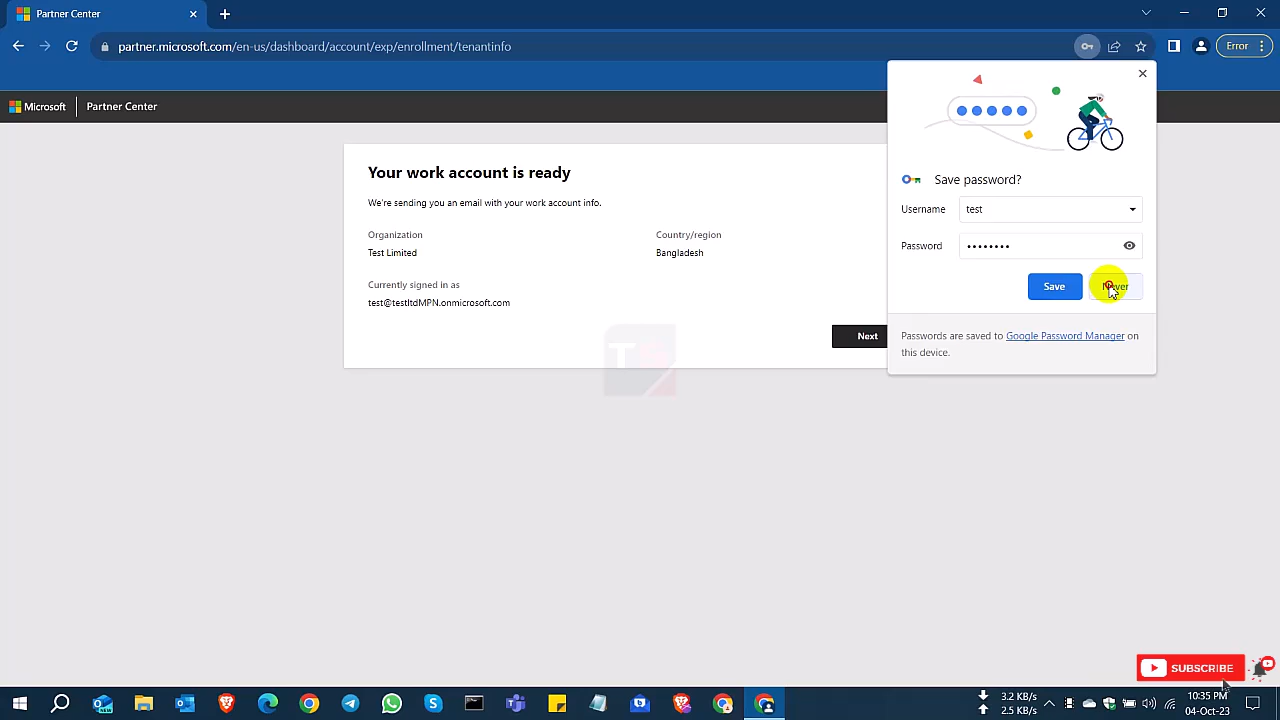 Partner Center
partner.microsoft.com/en-us/dashboard/account/exp/enrollment/tenantinfo
Error
Microsoft
Partner Center
Your work account is ready
We're sending you an email with your work account info.
Organization
Country/region
Test Limited
Bangladesh
Currently signed in as
test@testltdMPN.onmicrosoft.com
Next
Save password?
Username
test
Password
••••••••
Save
Never
Passwords are saved to Google Password Manager on
this device.
SUBSCRIBE
3.2 KB/s
2.5 KB/s
10:35 PM
04-Oct-23